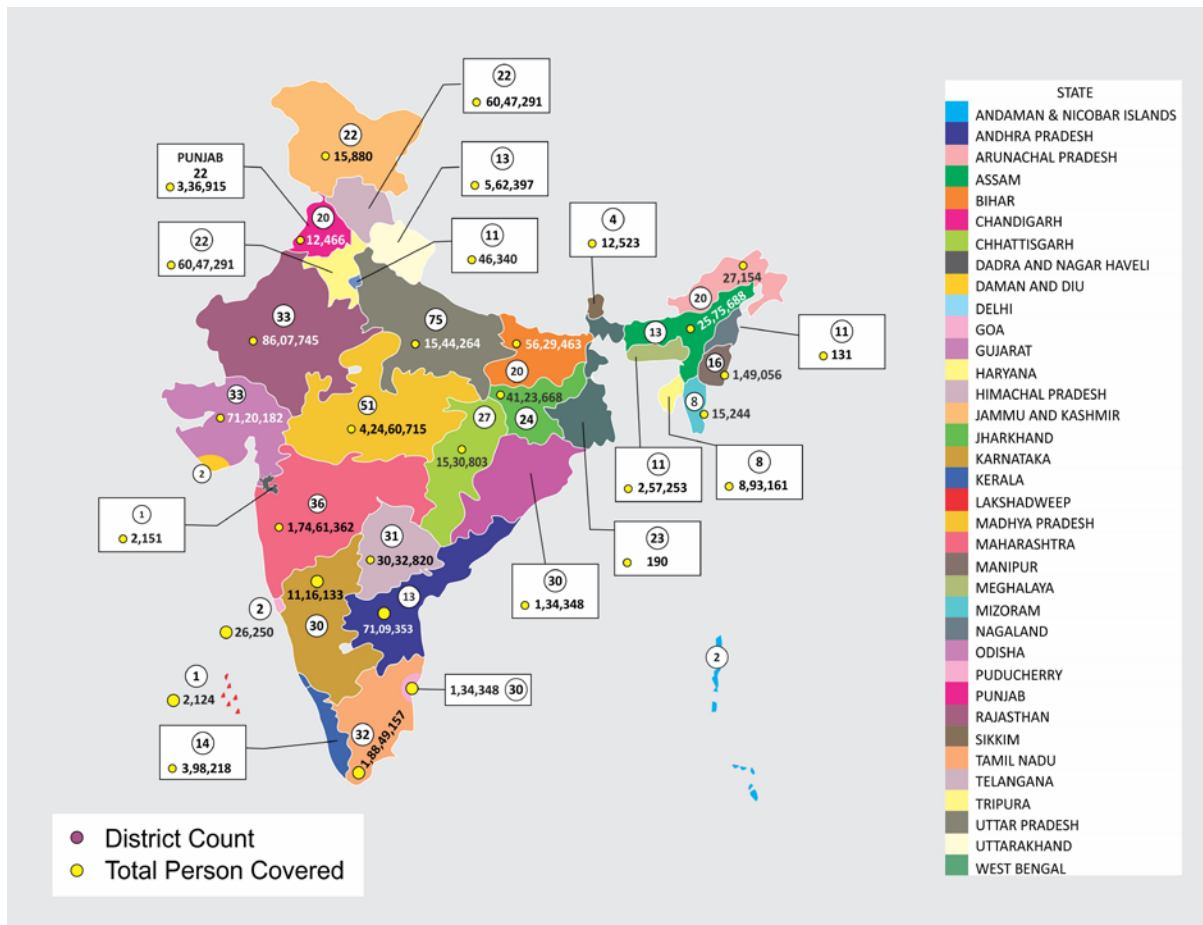 22
60,47,291
22
15,880
13
5,62,397
PUNJAB
22
3,36,915
20
12,466
22
60,47,291
11
46,340
4
12,523
27,154
20
25,75,688
13
11
131
16
1,49,056
8
15,244
33
86,07,745
75
15,44,264
56,29,463
20
33
71,20,182
2
51
4,24,60,715
27
15,30,803
41,23,668
24
11
2,57,253
8
8,93,161
1
2,151
36
1,74,61,362
31
30,32,820
23
190
30
1,34,348
11,16,133
30
13
71,09,353
2
26,250
1
2,124
1,34,348 30
14
3,98,218
32
1,88,49,157
2
District Count
Total Person Covered
STATE
ANDAMAN & NICOBAR ISLANDS
ANDHRA PRADESH
ARUNACHAL PRADESH
ASSAM
BIHAR
CHANDIGARH
CHHATTISGARH
DADRA AND NAGAR HAVELI
DAMAN AND DIU
DELHI
GOA
GUJARAT
HARYANA
HIMACHAL PRADESH
JAMMU AND KASHMIR
JHARKHAND
KARNATAKA
KERALA
LAKSHADWEEP
MADHYA PRADESH
MAHARASHTRA
MANIPUR
MEGHALAYA
MIZORAM
NAGALAND
ODISHA
PUDUCHERRY
PUNJAB
RAJASTHAN
SIKKIM
TAMIL NADU
TELANGANA
TRIPURA
UTTAR PRADESH
UTTARAKHAND
WEST BENGAL